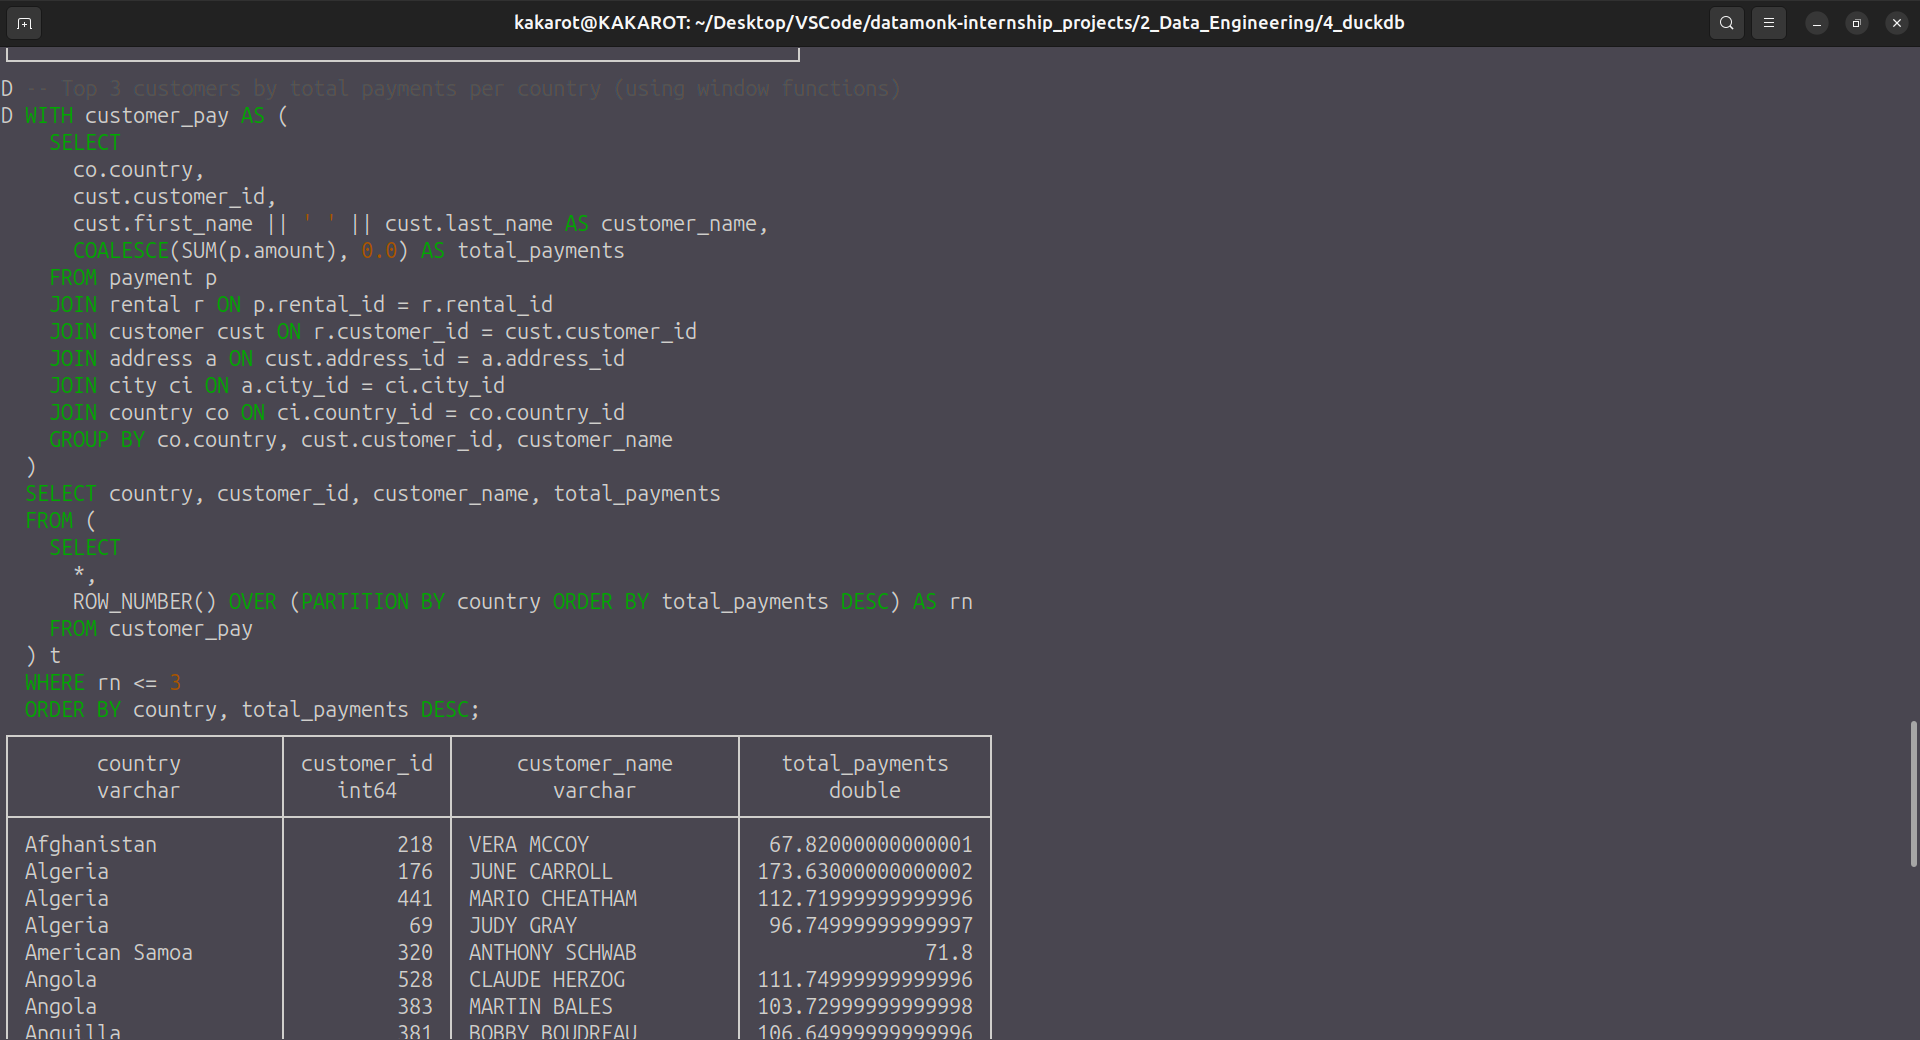 kakarot@KAKAROT: ~/Desktop/VSCode/datamonk-internship_projects/2_Data_Engineering/4_duckdb
D -- Top 3 customers by total payments per country (using window functions)
D WITH customer_pay AS (
SELECT
co.country,
cust.customer_id,
cust.first_name || ' ' || cust.last_name AS customer_name,
COALESCE(SUM(p.amount), 0.0) AS total_payments
FROM payment p
JOIN rental r ON p.rental_id = r.rental_id
JOIN customer cust ON r.customer_id = cust.customer_id
JOIN address a ON cust.address_id = a.address_id
JOIN city ci ON a.city_id = ci.city_id
JOIN country co ON ci.country_id = co.country_id
GROUP BY co.country, cust.customer_id, customer_name
)
SELECT country, customer_id, customer_name, total_payments
FROM (
SELECT
*,
ROW_NUMBER() OVER (PARTITION BY country ORDER BY total_payments DESC) AS rn
FROM customer_pay
) t
WHERE rn <= 3
ORDER BY country, total_payments DESC;
country customer_id customer_name total_payments
varchar int64 varchar double
Afghanistan 218 VERA MCCOY 67.82000000000001
Algeria 176 JUNE CARROLL 173.63000000000002
Algeria 441 MARIO CHEATHAM 112.71999999999996
Algeria 69 JUDY GRAY 96.74999999999997
American Samoa 320 ANTHONY SCHWAB 71.8
Angola 528 CLAUDE HERZOG 111.74999999999996
Angola 383 MARTIN BALES 103.72999999999998
Anguilla 381 BOBBY BOUDREAU 106.64999999999996